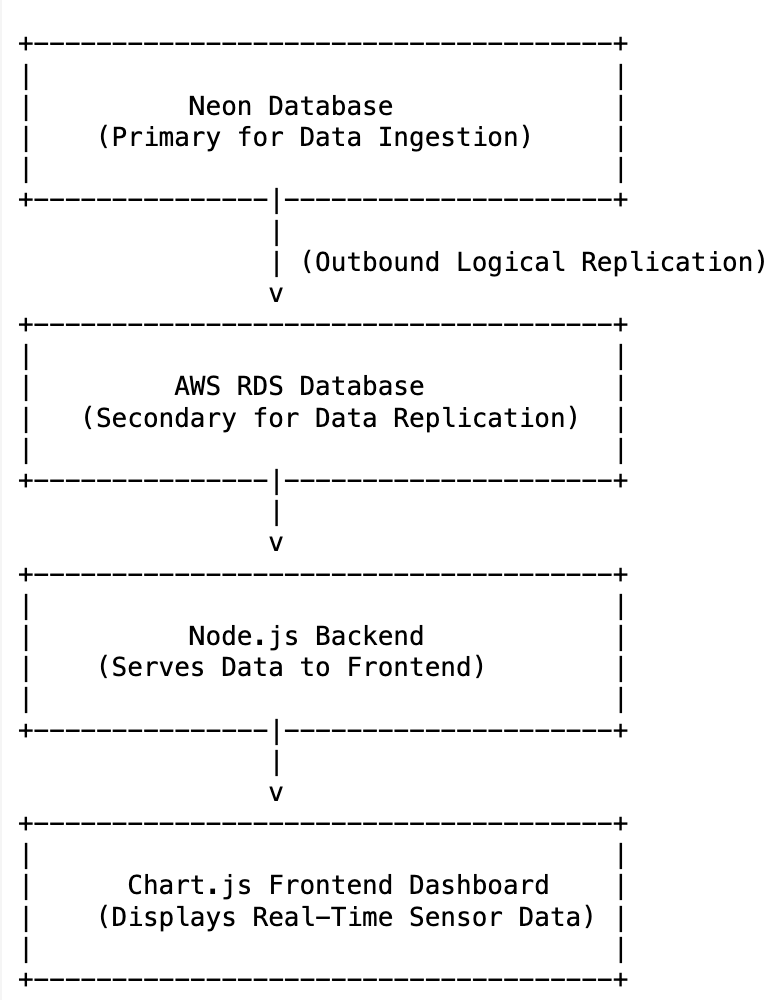 Neon Database
(Primary for Data Ingestion)
(Outbound Logical Replication)
AWS RDS Database
(Secondary for Data Replication)
Node.js Backend
(Serves Data to Frontend)
Chart.js Frontend Dashboard
(Displays Real-Time Sensor Data)